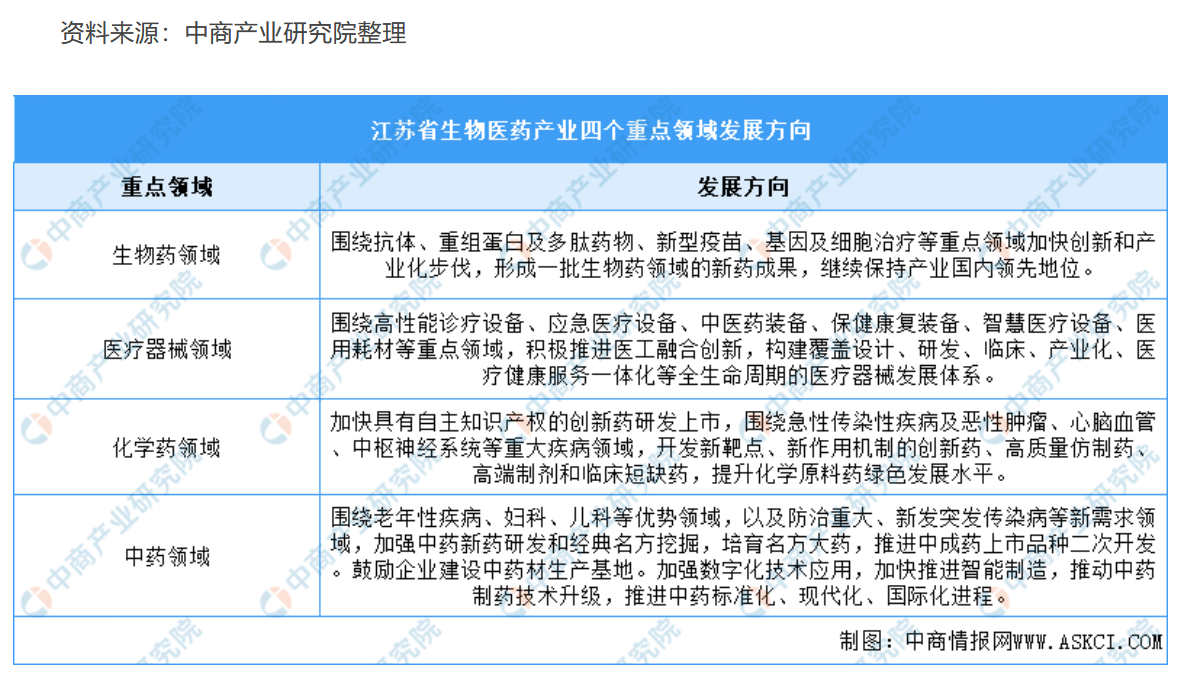 资料来源：中商产业研究院整理
江苏省生物医药产业四个重点领域发展方向
重点领域
发展方向
生物药领域
围绕抗体、重组蛋白及多肽药物、新型疫苗、基因及细胞治疗等重点领域加快创新和产
业化步伐，形成一批生物药领域的新药成果，继续保持产业国内领先地位。
医疗器械领域
围绕高性能诊疗设备、应急医疗设备、中医药装备、保健康复装备、智慧医疗设备、医
用耗材等重点领域，积极推进医工融合创新，构建覆盖设计、研发、临床、产业化、医
疗健康服务一体化等全生命周期的医疗器械发展体系。
化学药领域
加快具有自主知识产权的创新药研发上市，围绕急性传染性疾病及恶性肿瘤、心脑血管
、中枢神经系统等重大疾病领域，开发新靶点、新作用机制的创新药、高质量仿制药、
高端制剂和临床短缺药，提升化学原料药绿色发展水平。
中药领域
围绕老年性疾病、妇科、儿科等优势领域，以及防治重大、新发突发传染病等新需求领
域，加强中药新药研发和经典名方挖掘，培育名方大药，推进中成药上市品种二次开发
。鼓励企业建设中药材生产基地。加强数字化技术应用，加快推进智能制造，推动中药
制药技术升级，推进中药标准化、现代化、国际化进程。
制图：中商情报网WWW.ASKCI.COM